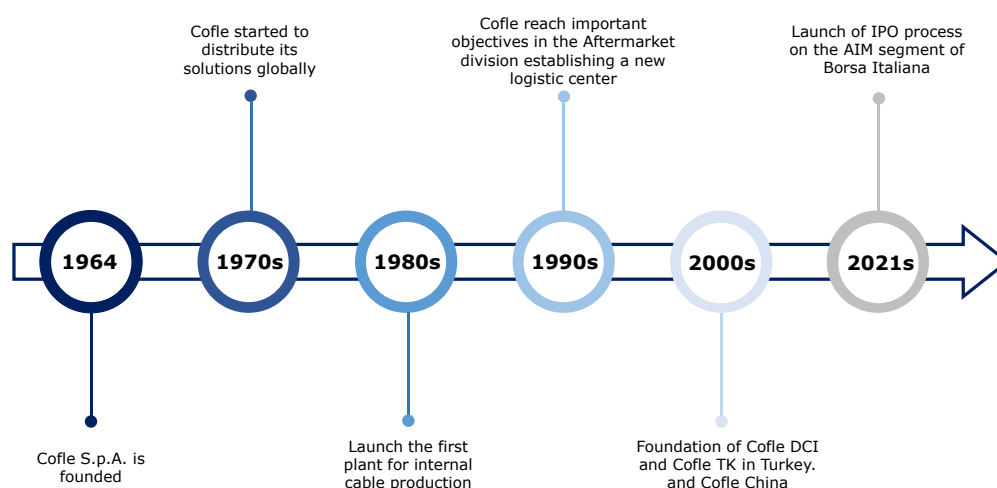 Cofle started to
distribute its
solutions globally
Cofle reach important
objectives in the Aftermarket
division establishing a new
logistic center
Launch of IPO process
on the AIM segment of
Borsa Italiana
1964
1970s
1980s
1990s
2000s
2021s
Cofle S.p.A. is
founded
Launch the first
plant for internal
cable production
Foundation of Cofle DCI
and Cofle TK in Turkey.
and Cofle China